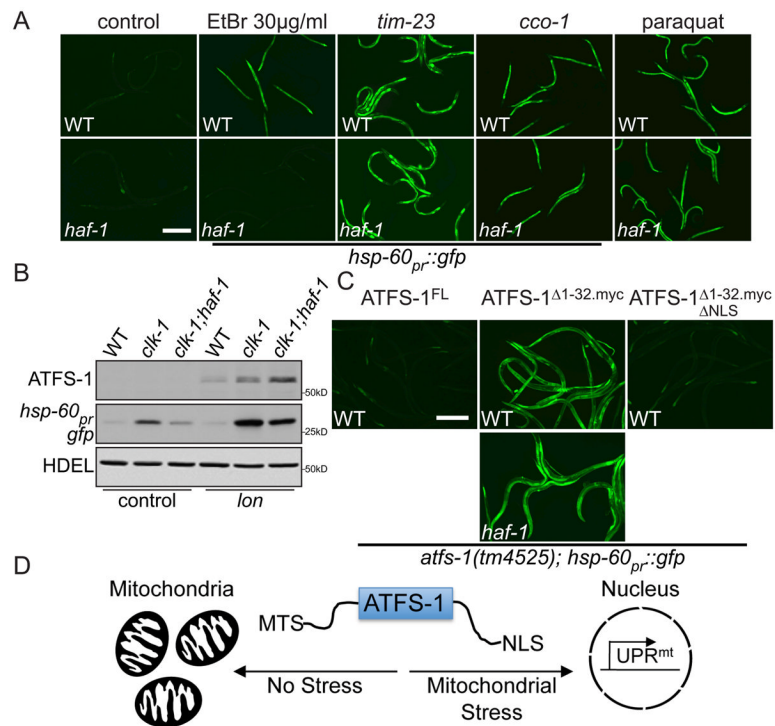 A
control EtBr 30µg/ml tim-23 cco-1 paraquat
WT WT WT WT WT
haf-1 haf-1 haf-1 haf-1 haf-1
hsp-60pr::gfp
B
WT clk-1 clk-1;haf-1 WT clk-1 clk-1;haf-1
ATFS-1
-50kD
hsp-60pr
gfp
-25kD
HDEL
-50kD
control lon
C
ATFS-1FL ATFS-1Δ1-32.myc ATFS-1Δ1-32.myc
ΔNLS
WT WT WT
haf-1
atfs-1(tm4525); hsp-60pr::gfp
D
Mitochondria
MTS ATFS-1 NLS
Nucleus
UPRmt
No Stress
Mitochondrial
Stress